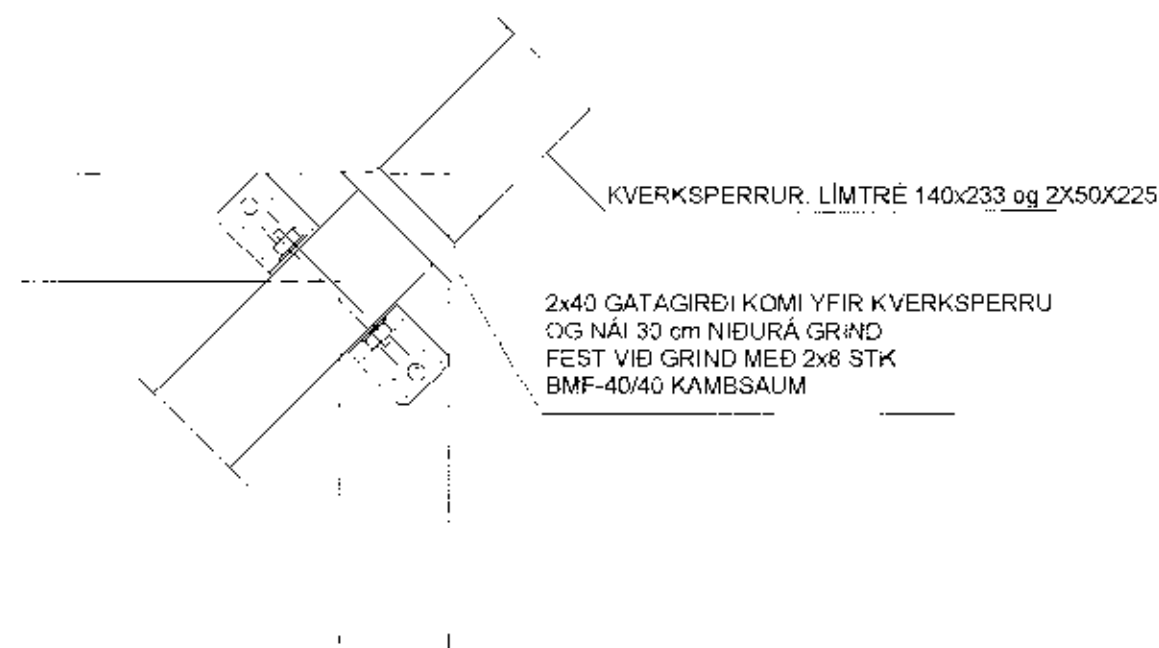 KVERKSPERRUR. LÍMTRÉ 140x233 og 2X50X225
2x40 GATAGIRÐI KOMI YFIR KVERKSPERRU
OG NÁI 30 cm NIÐURÁ GRIND
FEST VIÐ GRIND MEÐ 2x8 STK
BMF-40/40 KAMBSAUM